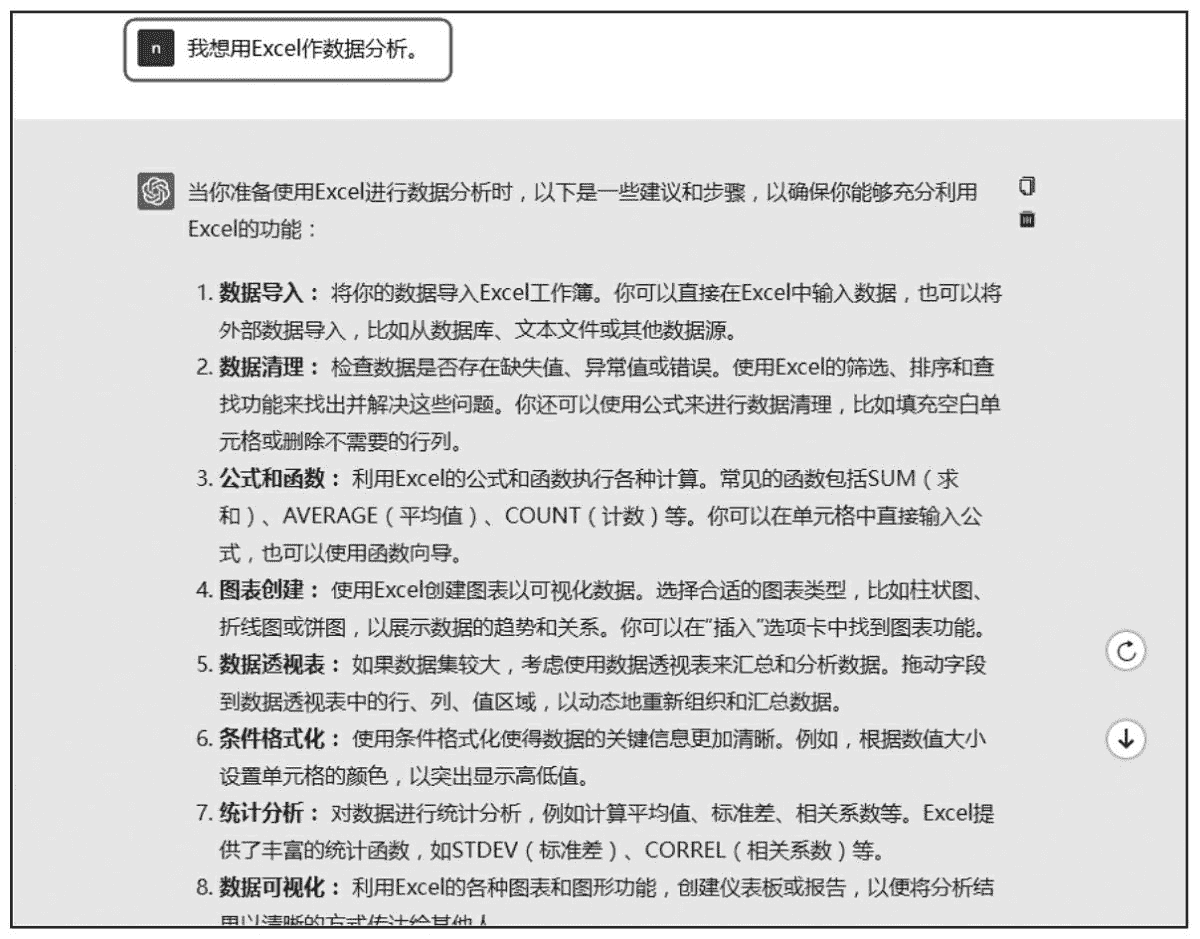 n 我想用Excel作数据分析。
当你准备使用Excel进行数据分析时，以下是一些建议和步骤，以确保你能够充分利用
Excel的功能：
1. 数据导入： 将你的数据导入Excel工作簿。你可以直接在Excel中输入数据，也可以将
外部数据导入，比如从数据库、文本文件或其他数据源。
2. 数据清理： 检查数据是否存在缺失值、异常值或错误。使用Excel的筛选、排序和查
找功能来找出并解决这些问题。你还可以使用公式来进行数据清理，比如填充空白单
元格或删除不需要的行列。
3. 公式和函数： 利用Excel的公式和函数执行各种计算。常见的函数包括SUM（求
和）、AVERAGE（平均值）、COUNT（计数）等。你可以在单元格中直接输入公
式，也可以使用函数向导。
4. 图表创建： 使用Excel创建图表以可视化数据。选择合适的图表类型，比如柱状图、
折线图或饼图，以展示数据的趋势和关系。你可以在“插入”选项卡中找到图表功能。
5. 数据透视表： 如果数据集较大，考虑使用数据透视表来汇总和分析数据。拖动字段
到数据透视表中的行、列、值区域，以动态地重新组织和汇总数据。
6. 条件格式化： 使用条件格式化使得数据的关键信息更加清晰。例如，根据数值大小
设置单元格的颜色，以突出显示高低值。
7. 统计分析： 对数据进行统计分析，例如计算平均值、标准差、相关系数等。Excel提
供了丰富的统计函数，如STDEV（标准差）、CORREL（相关系数）等。
8. 数据可视化： 利用Excel的各种图表和图形功能，创建仪表板或报告，以便将分析结
果以清晰的方式传达给其他人